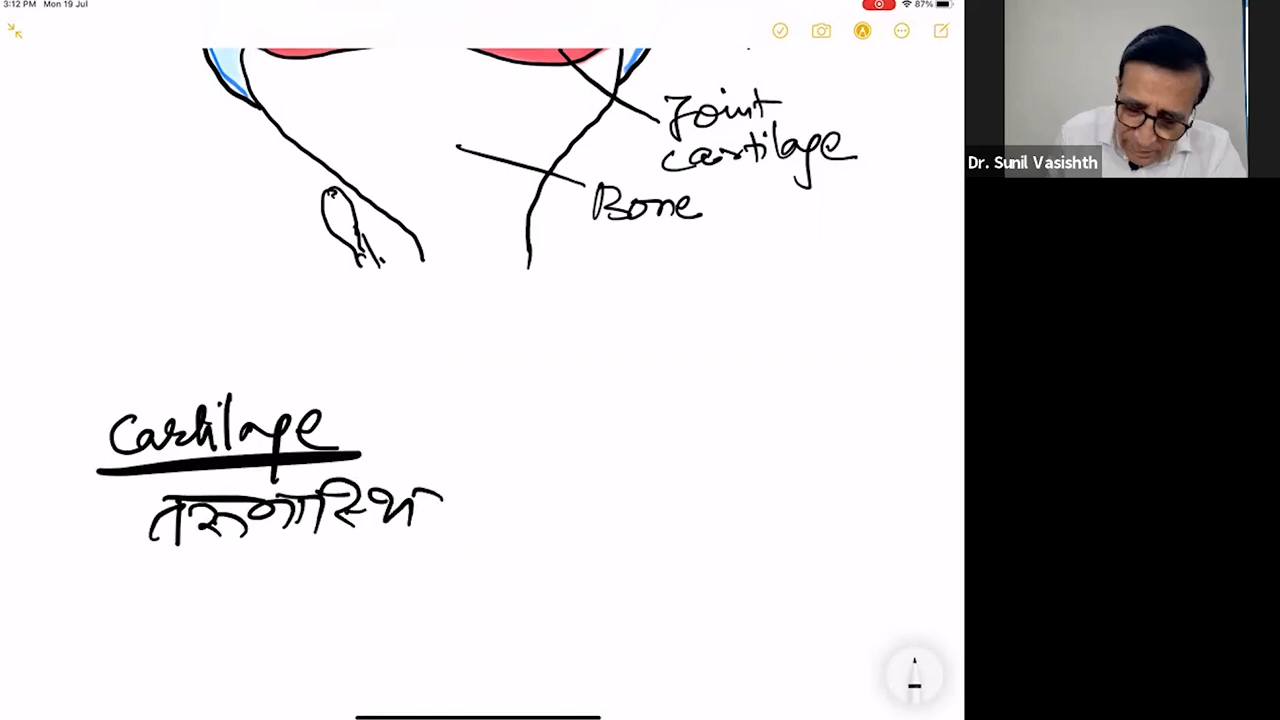 3:12 PM Mon 19 Jul
87%
Joint
cartilage
Bone
Dr. Sunil Vasishth
Cartilage
तरूणास्थि